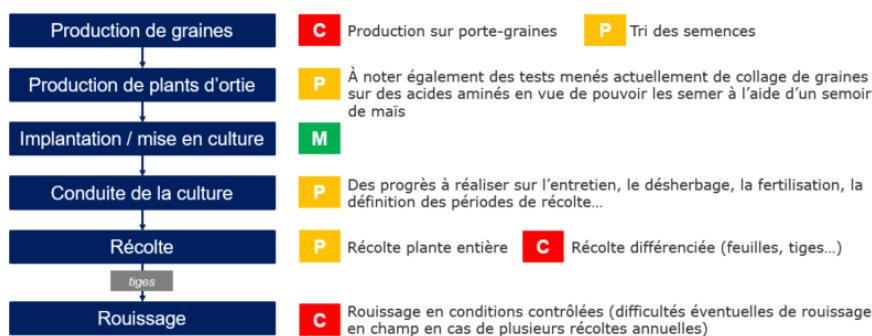 Production de graines
C Production sur porte-graines P Tri des semences
Production de plants d'ortie
P À noter également des tests menés actuellement de collage de graines
sur des acides aminés en vue de pouvoir les semer à l'aide d'un semoir
de maïs
Implantation / mise en culture
M
Conduite de la culture
P Des progrès à réaliser sur l'entretien, le désherbage, la fertilisation, la
définition des périodes de récolte…
Récolte
P Récolte plante entière C Récolte différenciée (feuilles, tiges…)
tiges
Rouissage
C Rouissage en conditions contrôlées (difficultés éventuelles de rouissage
en champ en cas de plusieurs récoltes annuelles)